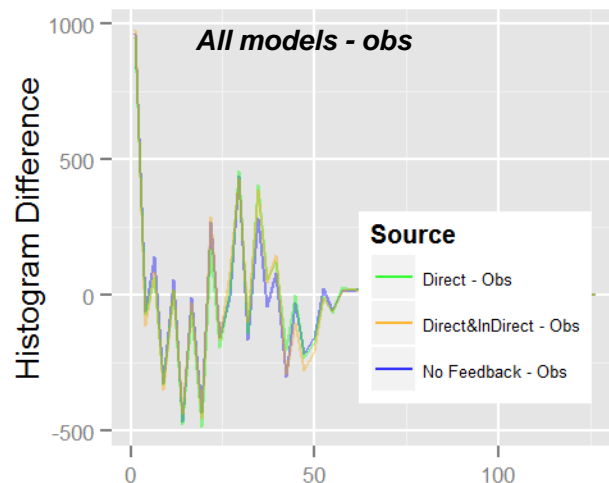 All models - obs
1000
500
0
-500
Histogram Difference
Source
Direct - Obs
Direct&InDirect - Obs
No Feedback - Obs
0
50
100